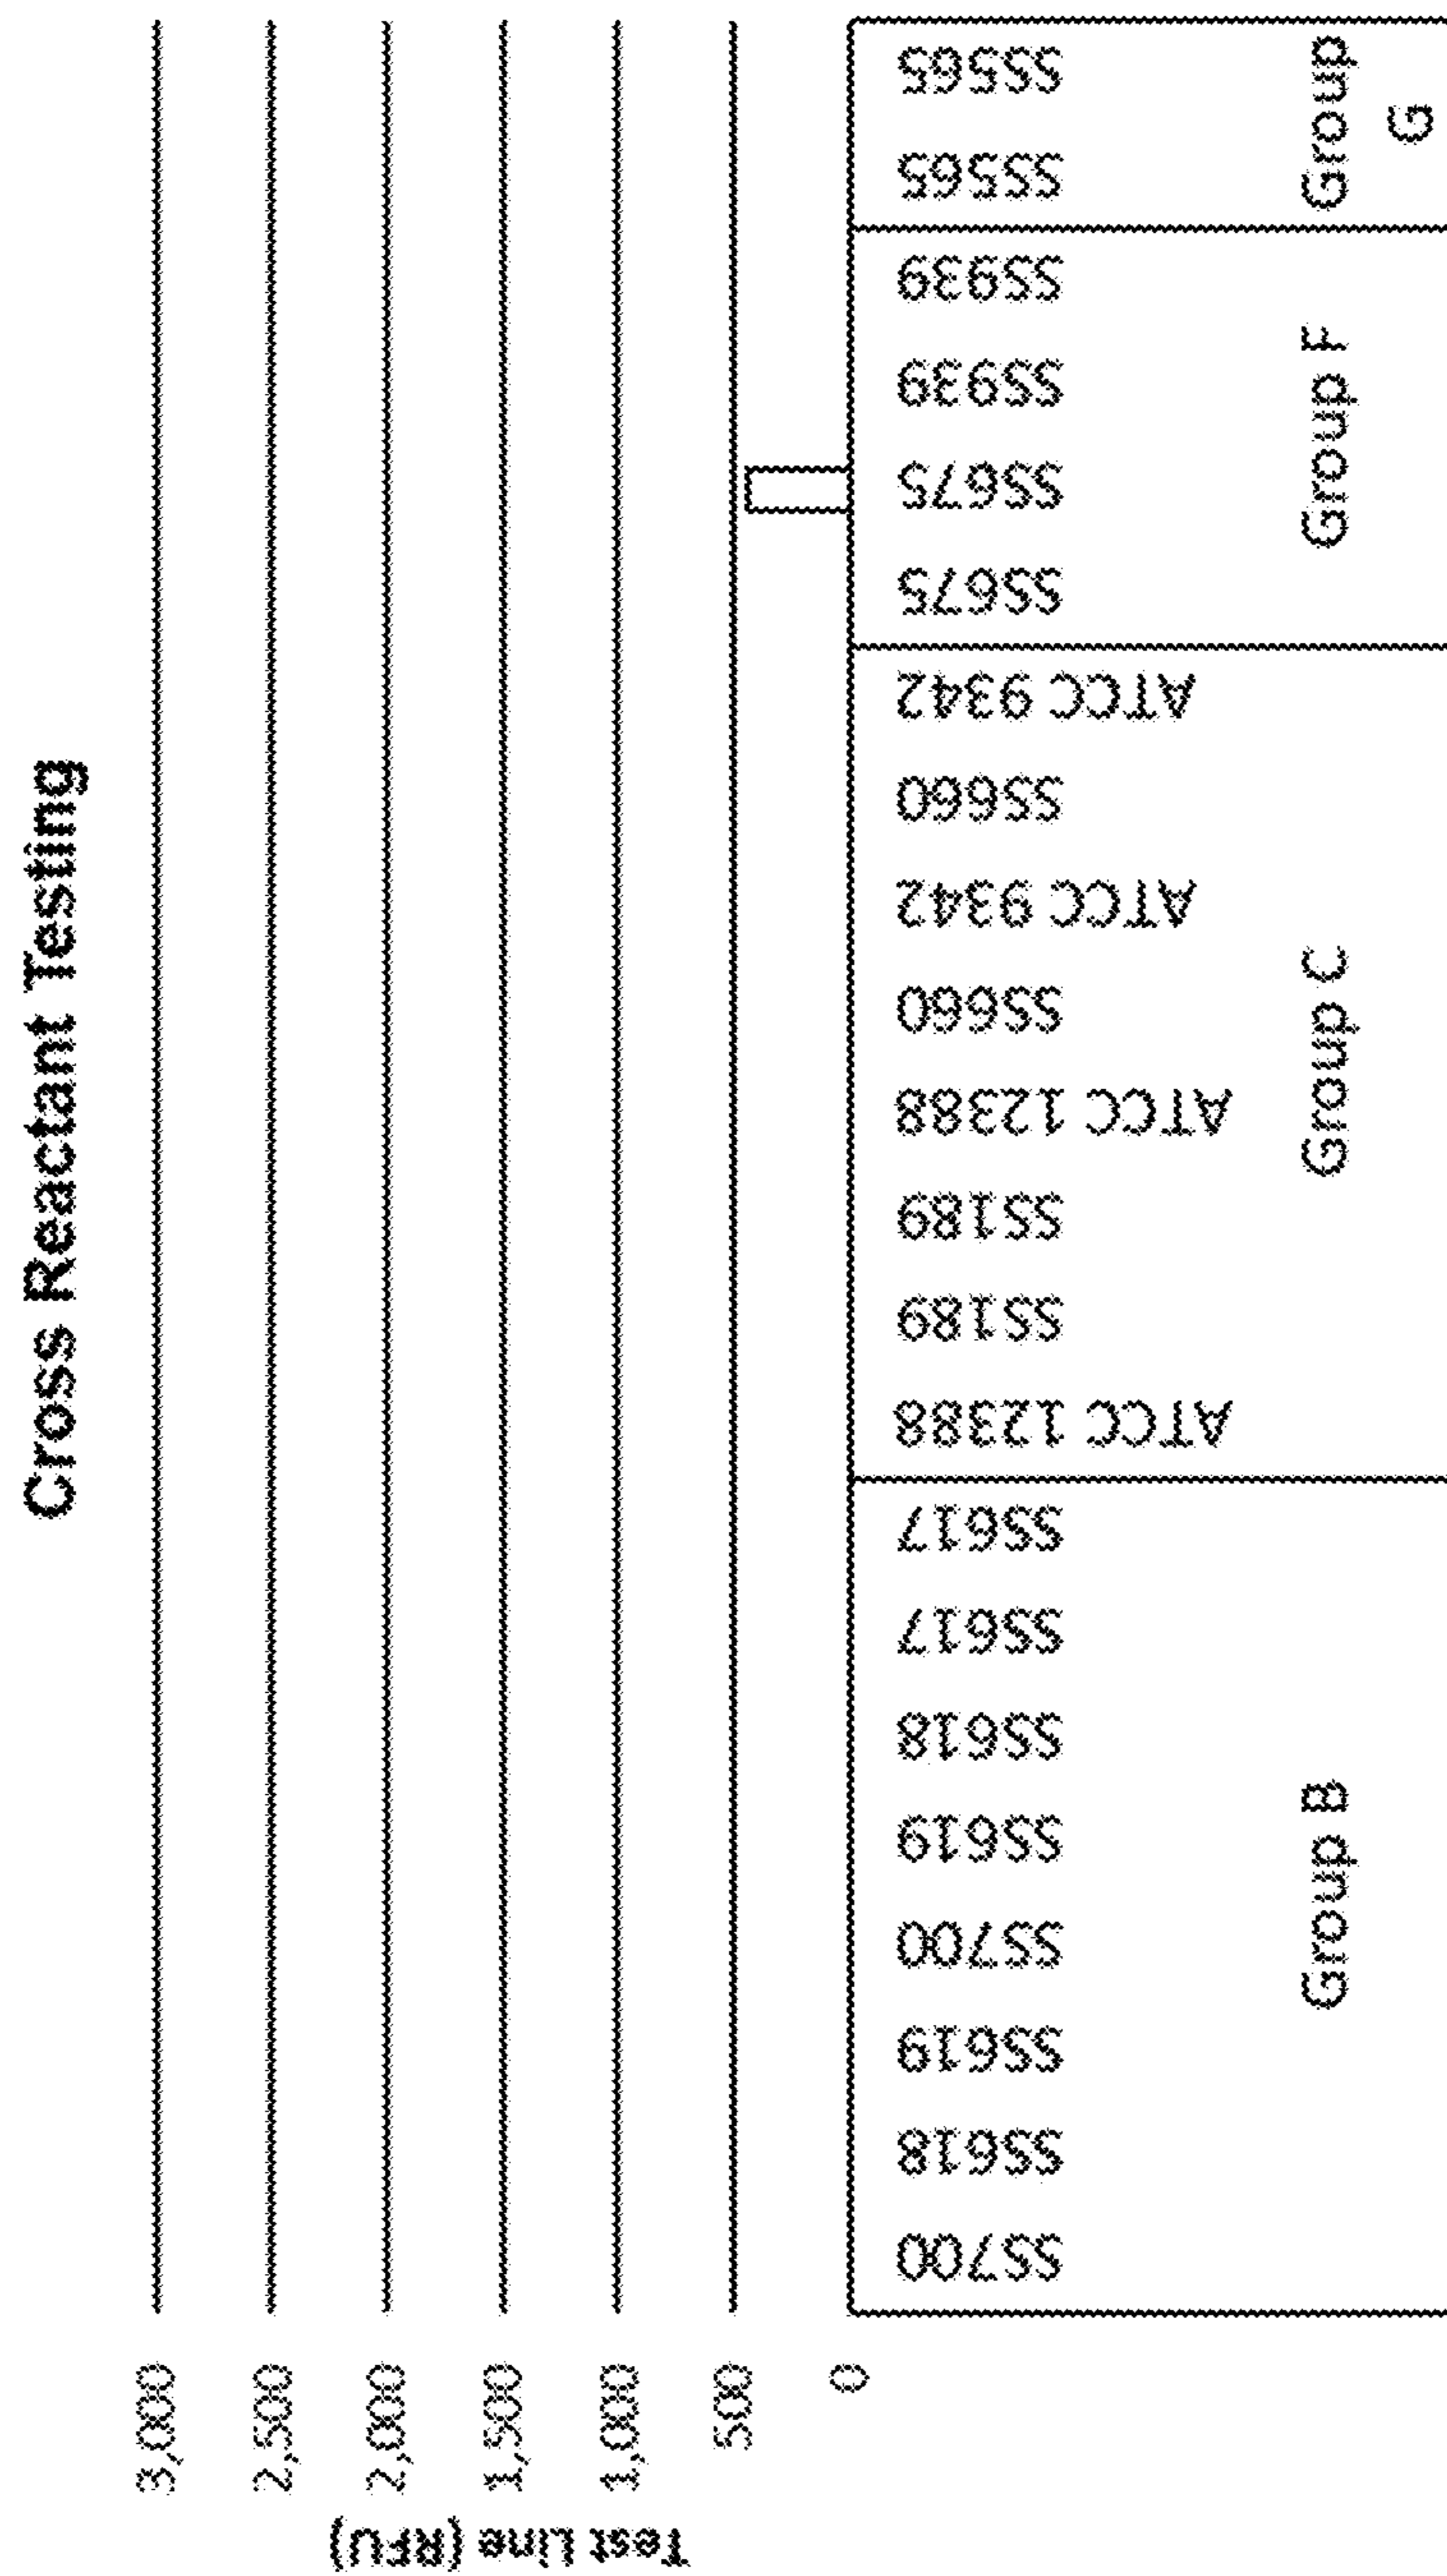 Cross Reactant Testing
Test Line (RFU)
3,000
2,500
2,000
1,500
1,000
500
0
SS700
SS618
SS619
SS700
SS619
SS618
SS617
SS617
ATCC 12388
SS189
SS189
ATCC 12388
SS660
ATCC 9342
SS660
ATCC 9342
SS675
SS675
SS939
SS939
SS565
SS565
Group B
Group C
Group F
Group
G